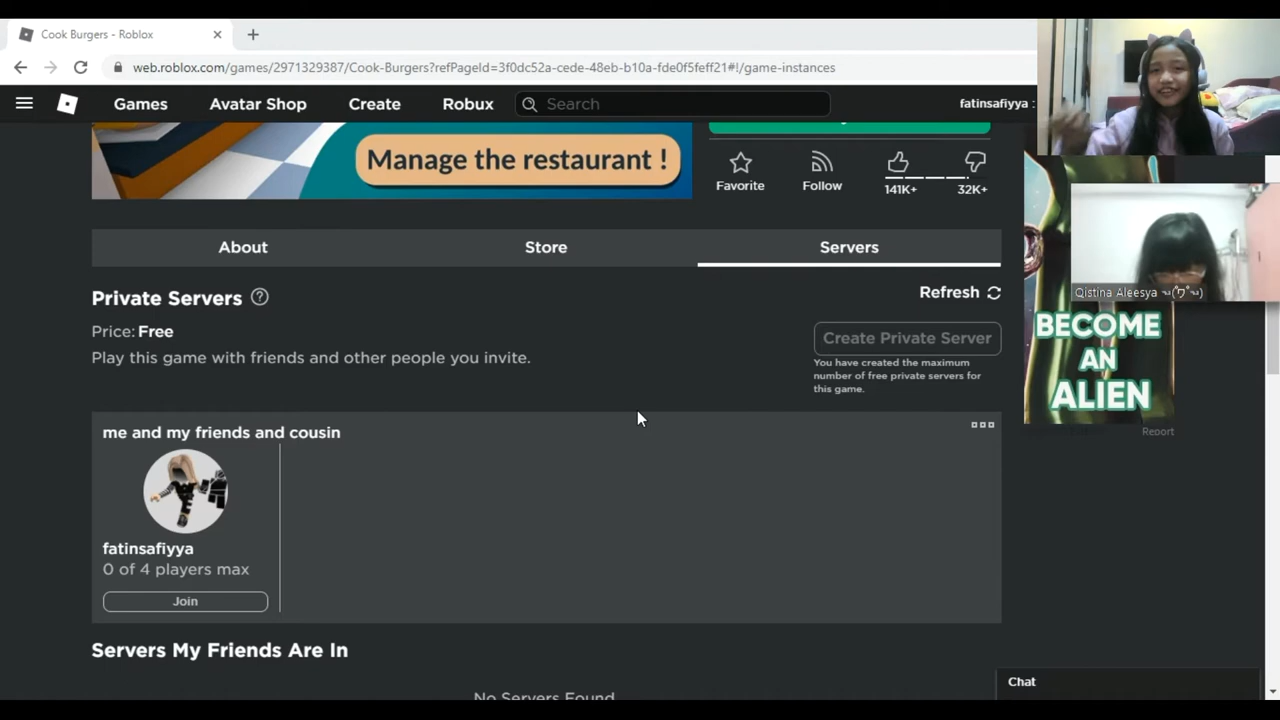 Cook Burgers - Roblox
web.roblox.com/games/2971329387/Cook-Burgers?refPageId=3f0dc52a-cede-48eb-b10a-fde0f5feff21#!/game-instances
Games Avatar Shop Create Robux Search fatinsafiyya :
Manage the restaurant !
Favorite Follow 141K+ 32K+
About Store Servers
Private Servers Refresh
Price: Free
Create Private Server
Play this game with friends and other people you invite.
You have created the maximum
number of free private servers for
this game.
Qistina Aleesya
BECOME
AN
ALIEN
Report
me and my friends and cousin
fatinsafiyya
0 of 4 players max
Join
Servers My Friends Are In
No Servers Found
Chat